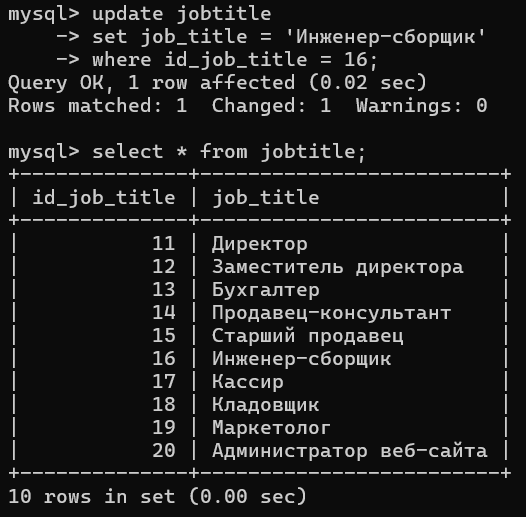 mysql> update jobtitle
    -> set job_title = 'Инженер-сборщик'
    -> where id_job_title = 16;
Query OK, 1 row affected (0.02 sec)
Rows matched: 1  Changed: 1  Warnings: 0

mysql> select * from jobtitle;
+--------------+-------------------------+
| id_job_title | job_title               |
+--------------+-------------------------+
|           11 | Директор                |
|           12 | Заместитель директора   |
|           13 | Бухгалтер               |
|           14 | Продавец-консультант    |
|           15 | Старший продавец        |
|           16 | Инженер-сборщик         |
|           17 | Кассир                  |
|           18 | Кладовщик               |
|           19 | Маркетолог              |
|           20 | Администратор веб-сайта |
+--------------+-------------------------+
10 rows in set (0.00 sec)